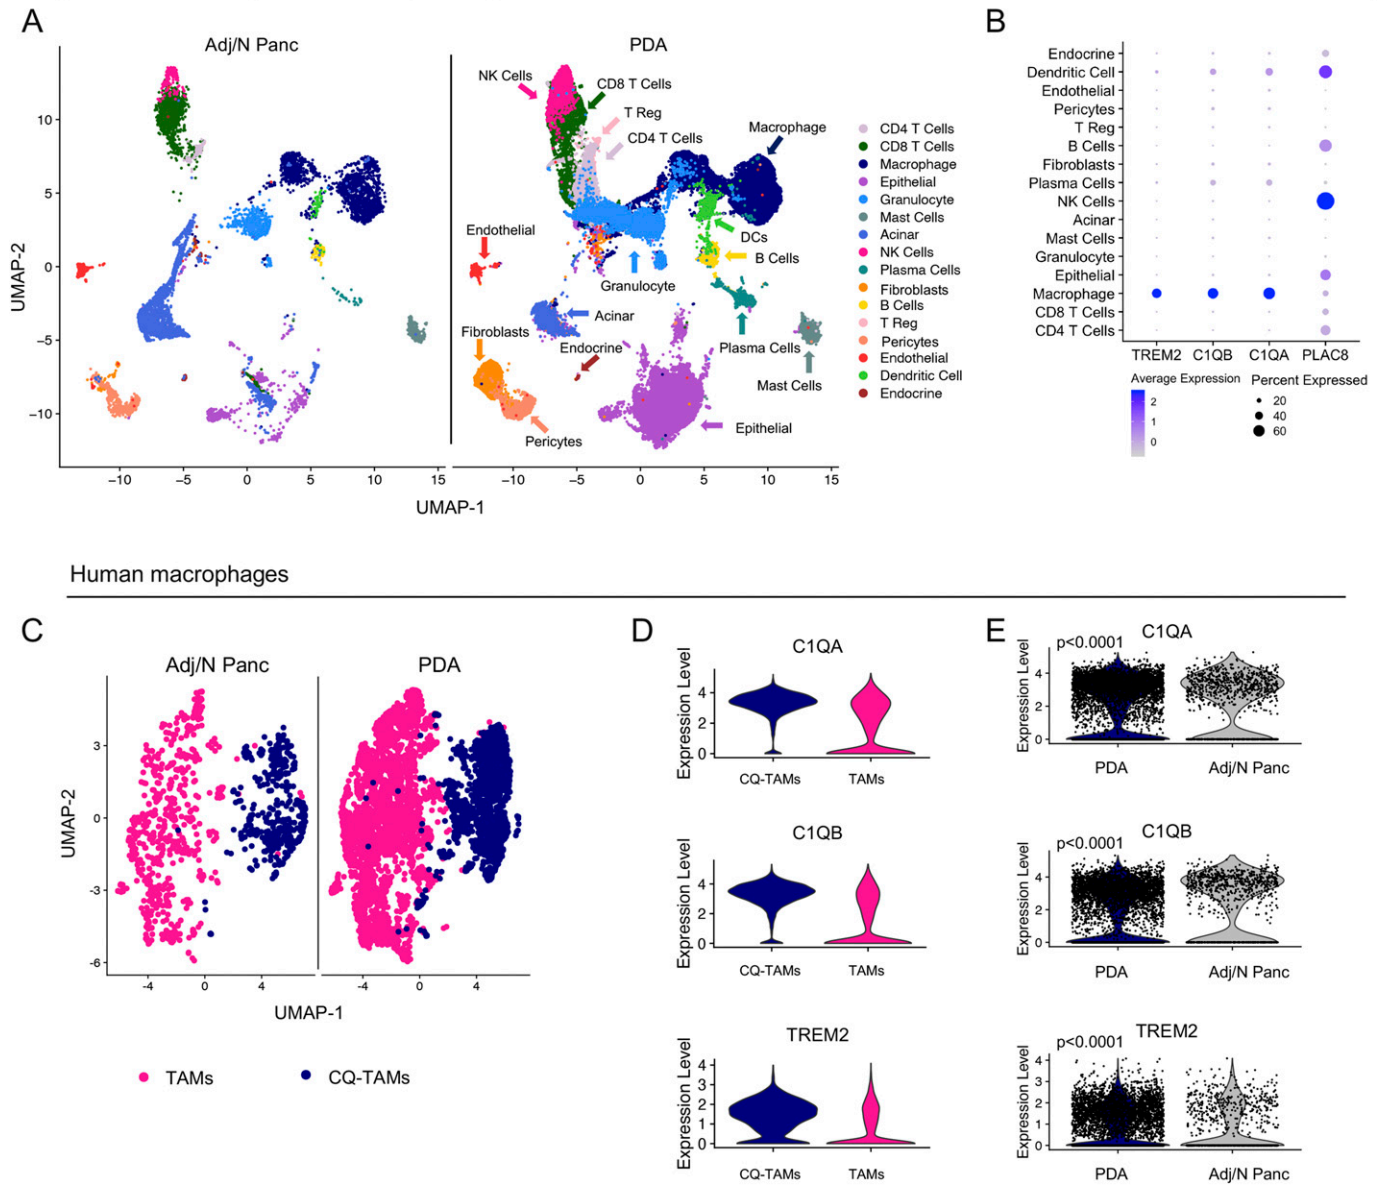 A
Adj/N Panc
PDA
NK Cells
CD8 T Cells
T Reg
CD4 T Cells
Macrophage
Endothelial
DCs
B Cells
Granulocyte
Acinar
Fibroblasts
Endocrine
Plasma Cells
Mast Cells
Pericytes
Epithelial
UMAP-2
10
5
0
−5
−10
−10
−5
0
5
10
15
−10
−5
0
5
10
15
UMAP-1
CD4 T Cells
CD8 T Cells
Macrophage
Epithelial
Granulocyte
Mast Cells
Acinar
NK Cells
Plasma Cells
Fibroblasts
B Cells
T Reg
Pericytes
Endothelial
Dendritic Cell
Endocrine
B
Endocrine
Dendritic Cell
Endothelial
Pericytes
T Reg
B Cells
Fibroblasts
Plasma Cells
NK Cells
Acinar
Mast Cells
Granulocyte
Epithelial
Macrophage
CD8 T Cells
CD4 T Cells
TREM2 C1QB C1QA PLAC8
Average Expression
2
1
0
Percent Expressed
20
40
60
Human macrophages
C
Adj/N Panc
PDA
UMAP-2
3
0
-3
-6
-4
0
4
-4
0
4
UMAP-1
TAMs
CQ-TAMs
D
C1QA
Expression Level
4
2
0
CQ-TAMs
TAMs
C1QB
Expression Level
4
2
0
CQ-TAMs
TAMs
TREM2
Expression Level
4
3
2
1
0
CQ-TAMs
TAMs
E
C1QA
p<0.0001
Expression Level
4
2
0
PDA
Adj/N Panc
C1QB
p<0.0001
Expression Level
4
2
0
PDA
Adj/N Panc
TREM2
p<0.0001
Expression Level
4
3
2
1
0
PDA
Adj/N Panc